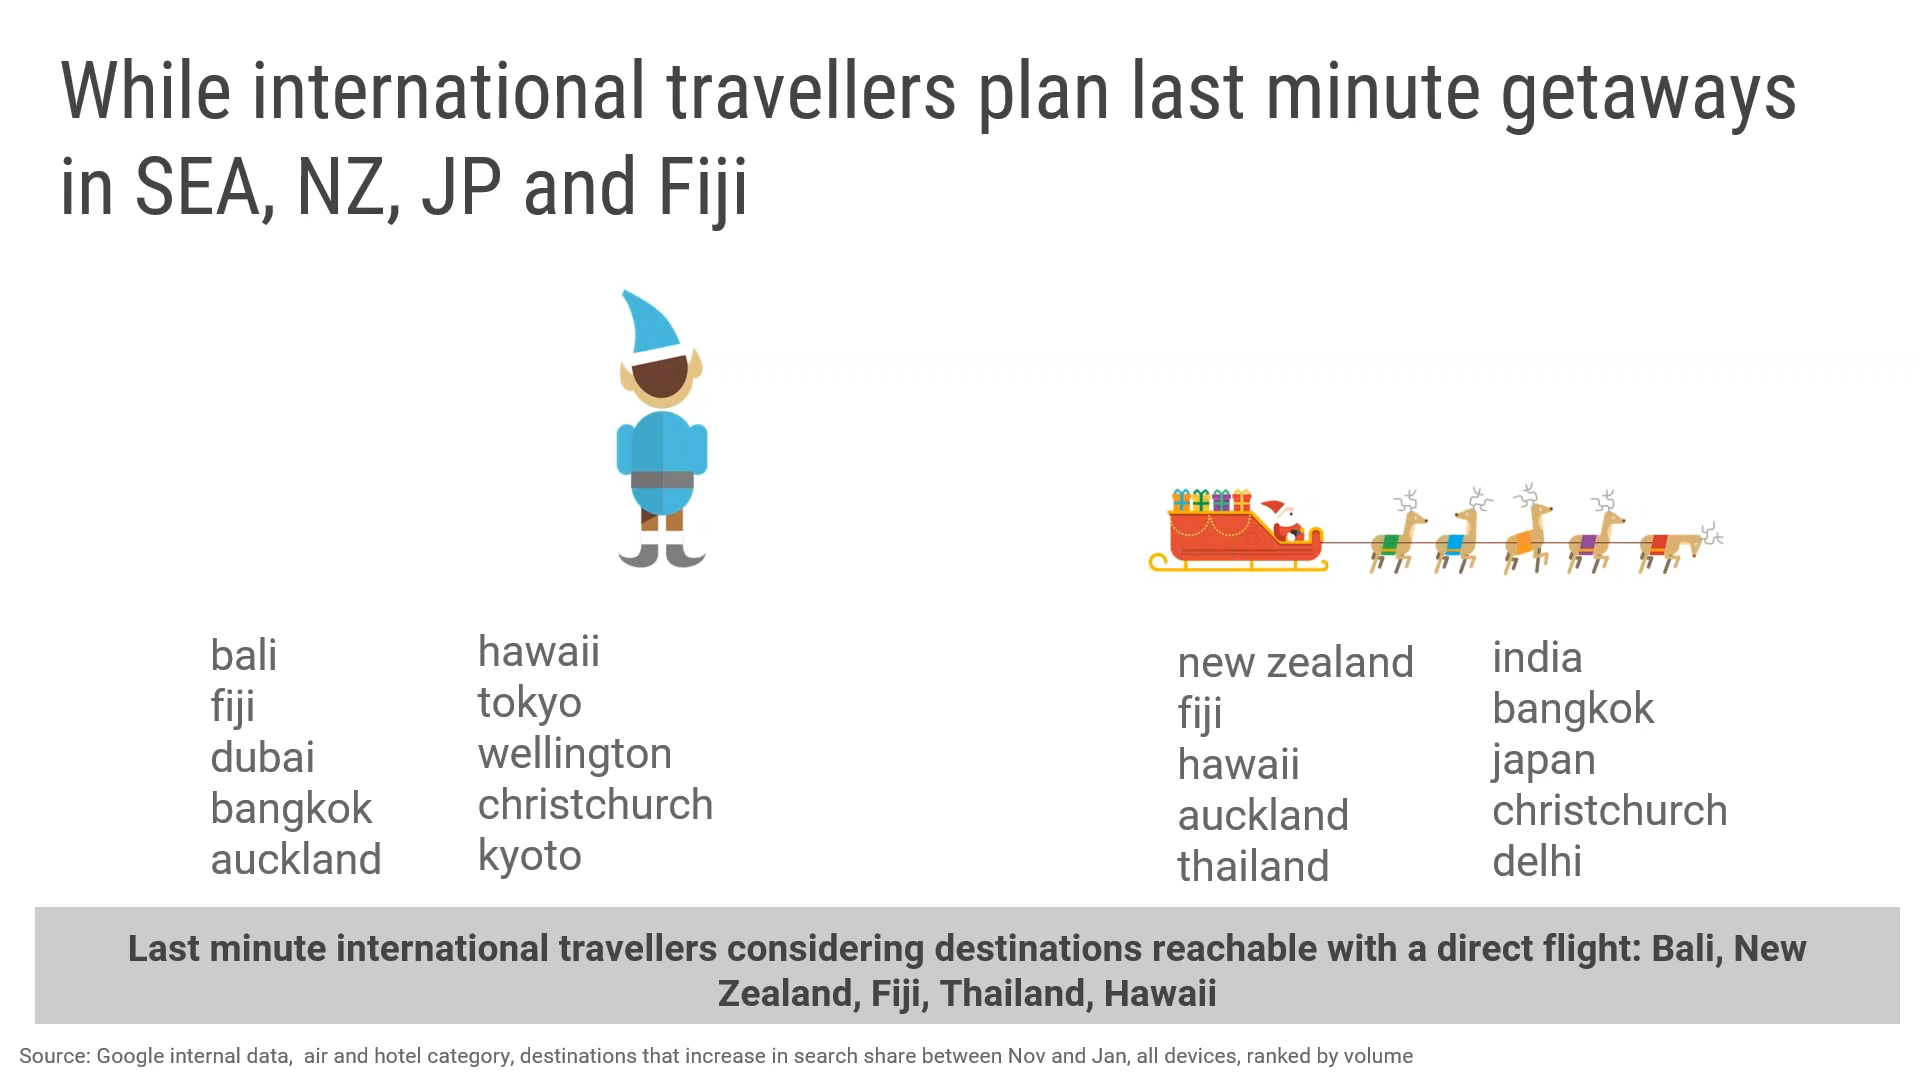 While international travellers plan last minute getaways
in SEA, NZ, JP and Fiji
bali
fiji
dubai
bangkok
auckland
hawaii
tokyo
wellington
christchurch
kyoto
new zealand
fiji
hawaii
auckland
thailand
india
bangkok
japan
christchurch
delhi
Last minute international travellers considering destinations reachable with a direct flight: Bali, New
Zealand, Fiji, Thailand, Hawaii
Source: Google internal data,  air and hotel category, destinations that increase in search share between Nov and Jan, all devices, ranked by volume